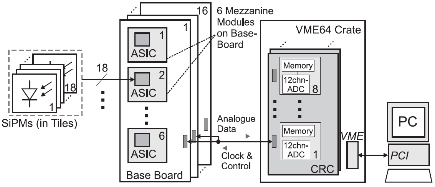 16
6 Mezzanine
Modules
on Base-
Board
VME64 Crate
1
18
SiPMs (in Tiles)
18
1
ASIC
2
ASIC
6
ASIC
Base Board
Analogue
Data
Clock &
Control
Memory
12chn-
ADC
8
Memory
12chn-
ADC
1
CRC
VME
PC
PCI